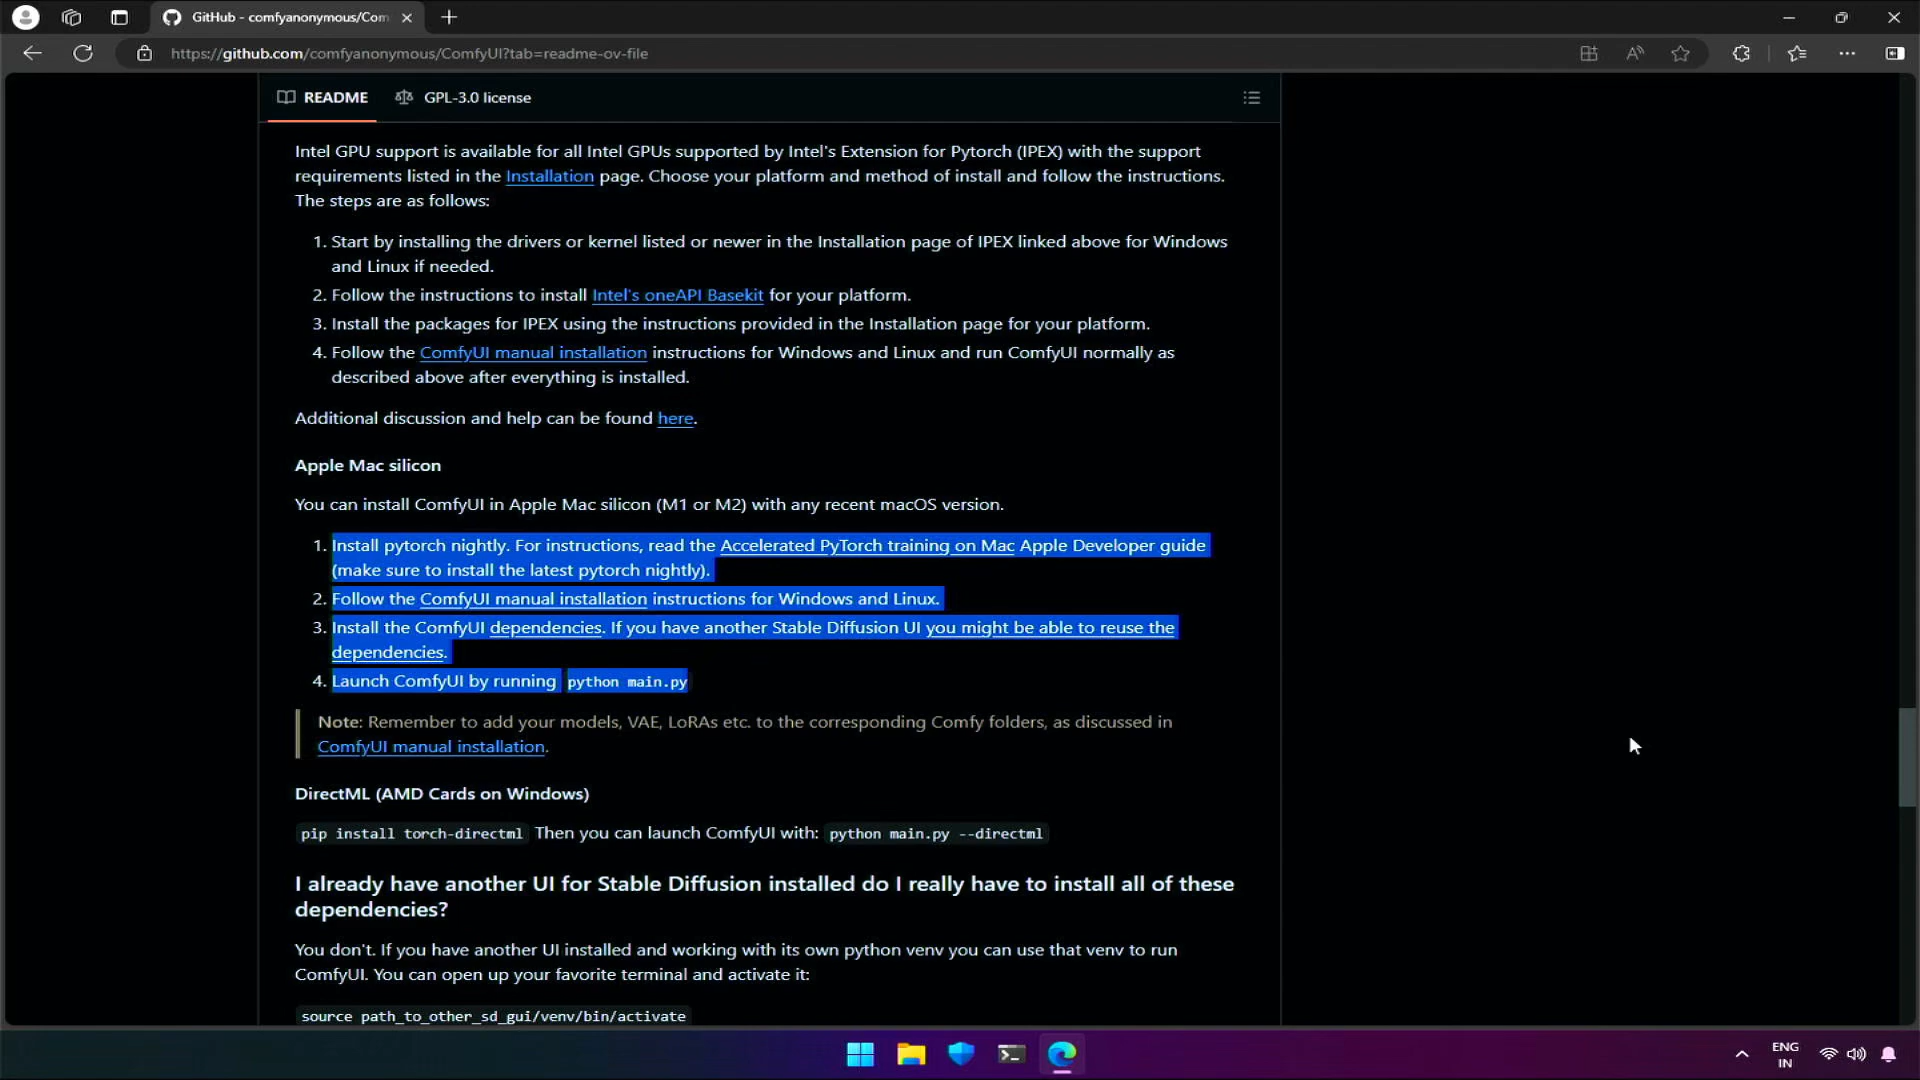 GitHub - comfyanonymous/Com
https://github.com/comfyanonymous/ComfyUI?tab=readme-ov-file
README
GPL-3.0 license
Intel GPU support is available for all Intel GPUs supported by Intel's Extension for Pytorch (IPEX) with the support
requirements listed in the Installation page. Choose your platform and method of install and follow the instructions.
The steps are as follows:
1. Start by installing the drivers or kernel listed or newer in the Installation page of IPEX linked above for Windows
and Linux if needed.
2. Follow the instructions to install Intel's oneAPI Basekit for your platform.
3. Install the packages for IPEX using the instructions provided in the Installation page for your platform.
4. Follow the ComfyUI manual installation instructions for Windows and Linux and run ComfyUI normally as
described above after everything is installed.
Additional discussion and help can be found here.
Apple Mac silicon
You can install ComfyUI in Apple Mac silicon (M1 or M2) with any recent macOS version.
1. Install pytorch nightly. For instructions, read the Accelerated PyTorch training on Mac Apple Developer guide
(make sure to install the latest pytorch nightly).
2. Follow the ComfyUI manual installation instructions for Windows and Linux.
3. Install the ComfyUI dependencies. If you have another Stable Diffusion UI you might be able to reuse the
dependencies.
4. Launch ComfyUI by running python main.py
Note: Remember to add your models, VAE, LoRAs etc. to the corresponding Comfy folders, as discussed in
ComfyUI manual installation.
DirectML (AMD Cards on Windows)
pip install torch-directml Then you can launch ComfyUI with: python main.py --directml
I already have another UI for Stable Diffusion installed do I really have to install all of these
dependencies?
You don't. If you have another UI installed and working with its own python venv you can use that venv to run
ComfyUI. You can open up your favorite terminal and activate it:
source path_to_other_sd_gui/venv/bin/activate
ENG
IN